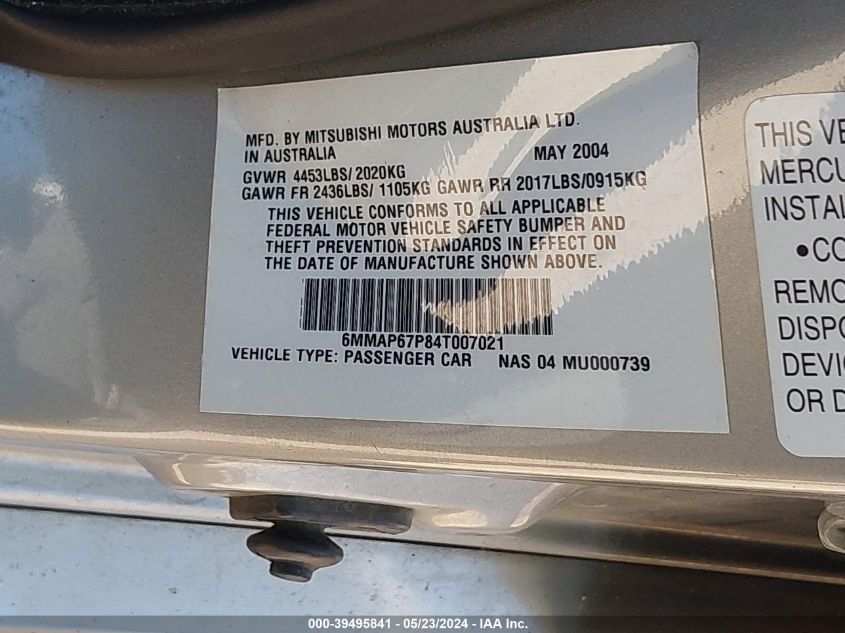 MFD. BY MITSUBISHI MOTORS AUSTRALIA LTD.
IN AUSTRALIA MAY 2004
GVWR 4453LBS/ 2020KG
GAWR FR 2436LBS/ 1105KG GAWR RR 2017LBS/0915KG
THIS VEHICLE CONFORMS TO ALL APPLICABLE
FEDERAL MOTOR VEHICLE SAFETY BUMPER AND
THEFT PREVENTION STANDARDS IN EFFECT ON
THE DATE OF MANUFACTURE SHOWN ABOVE.
6MMAP67P84T007021
VEHICLE TYPE: PASSENGER CAR NAS 04 MU000739
THIS VE
MERCU
INSTAL
•CO
REMO
DISPO
DEVIC
OR D
000-39495841 / 05/23/2024 - IAA Inc.